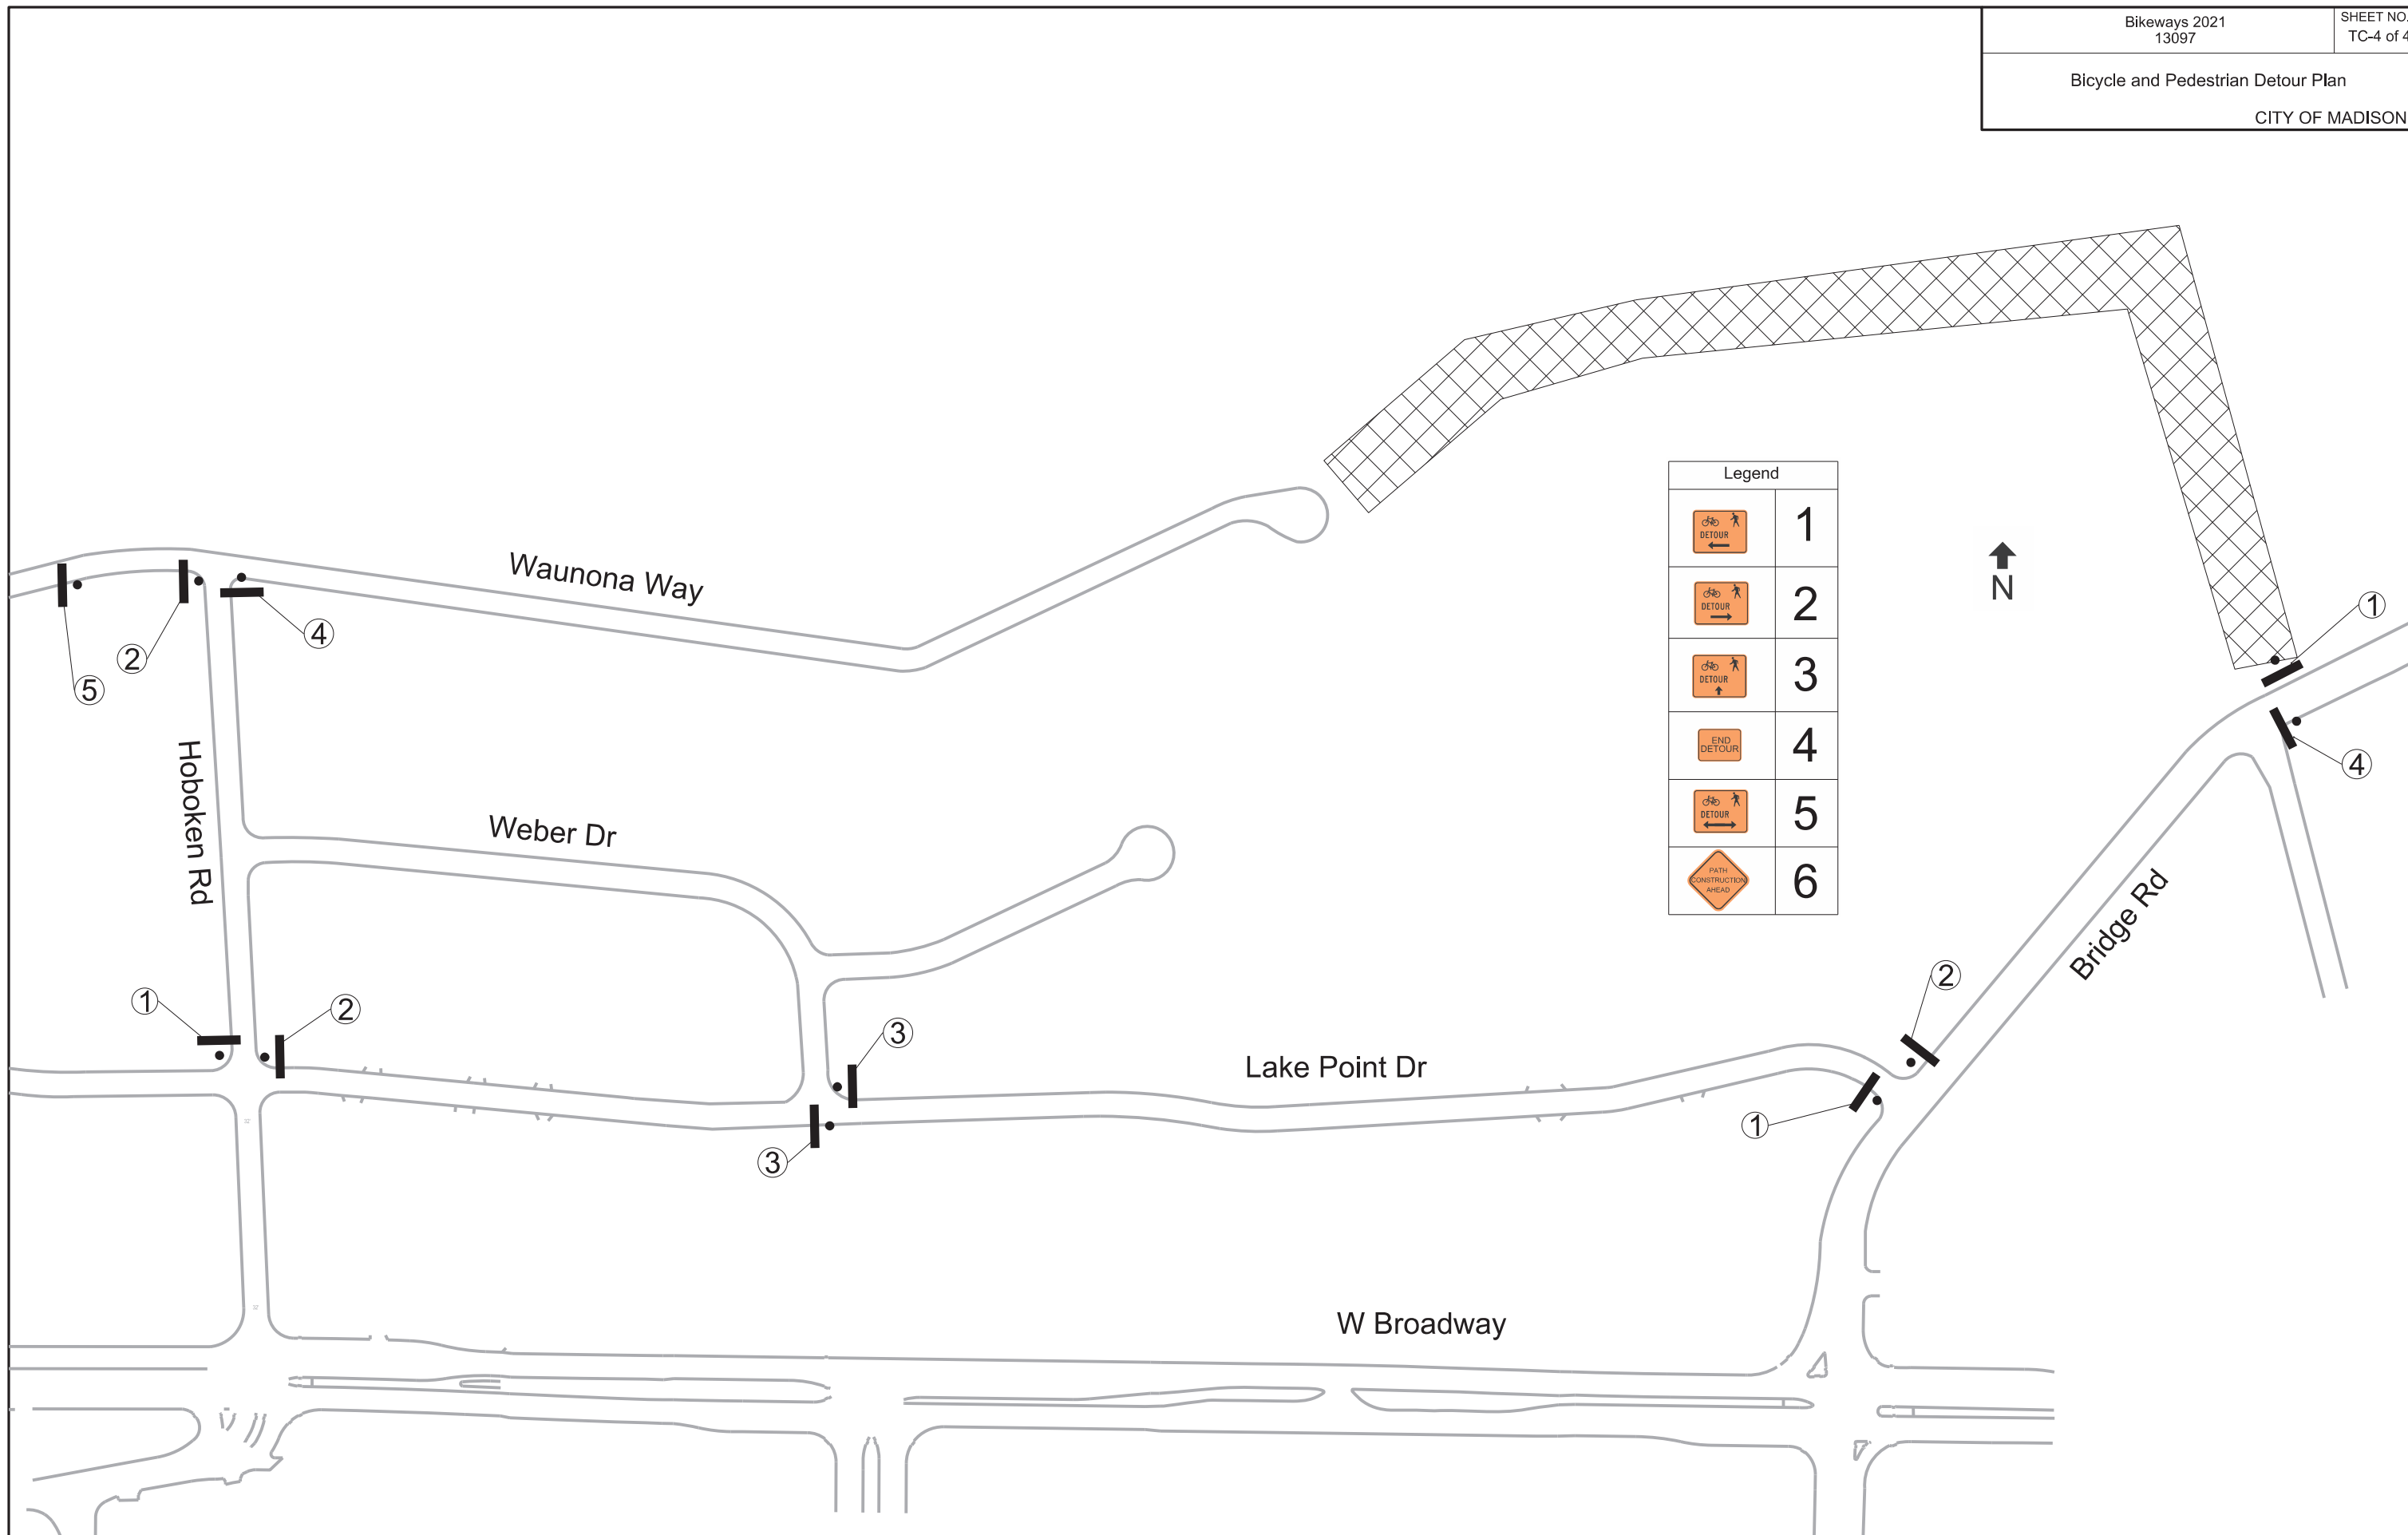 Bikeways 2021
13097
SHEET NO.
TC-4 of 4
Bicycle and Pedestrian Detour Plan
CITY OF MADISON
Legend
DETOUR
1
DETOUR
2
DETOUR
3
END
DETOUR
4
DETOUR
5
PATH
CONSTRUCTION
AHEAD
6
N
Waunona Way
1
4
2
5
4
Hoboken Rd
Weber Dr
Bridge Rd
2
1
2
3
Lake Point Dr
1
3
32'
32'
W Broadway